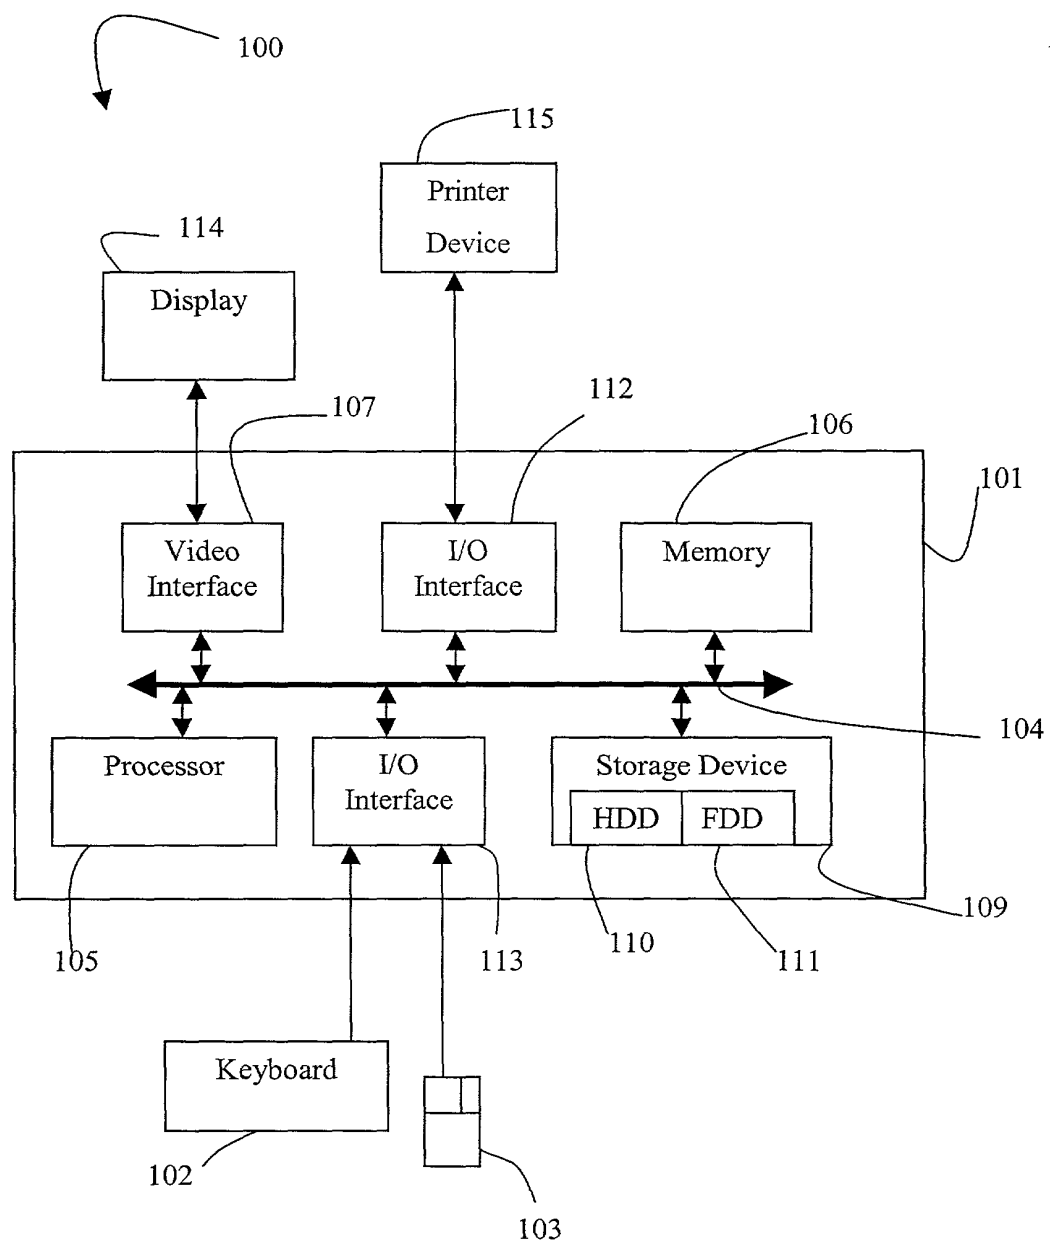 100
115
Printer
Device
114
Display
107
112
106
101
Video
Interface
I/O
Interface
Memory
104
Processor
I/O
Interface
Storage Device
HDD
FDD
109
105
113
110
111
Keyboard
102
103